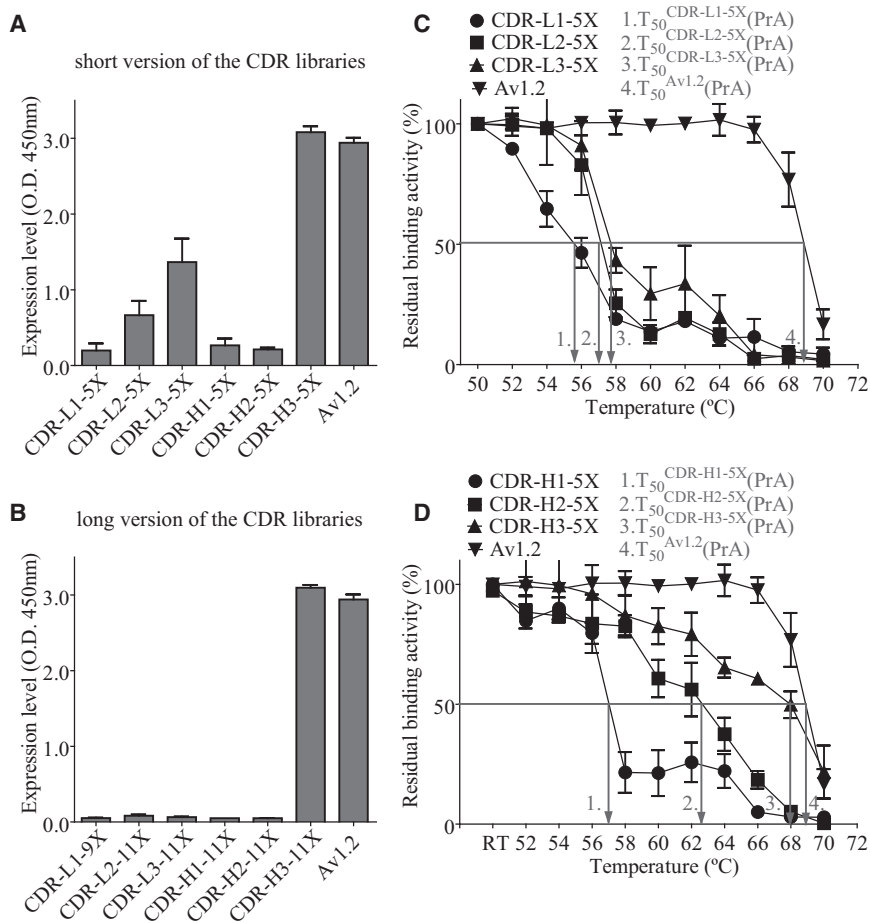 A
short version of the CDR libraries
Expression level (O.D. 450nm)
3.0
2.0
1.0
0.0
CDR-L1-5X
CDR-L2-5X
CDR-L3-5X
CDR-H1-5X
CDR-H2-5X
CDR-H3-5X
Av1.2
B
long version of the CDR libraries
Expression level (O.D. 450nm)
3.0
2.0
1.0
0.0
CDR-L1-9X
CDR-L2-11X
CDR-L3-11X
CDR-H1-11X
CDR-H2-11X
CDR-H3-11X
Av1.2
C
CDR-L1-5X 1.T50CDR-L1-5X(PrA)
CDR-L2-5X 2.T50CDR-L2-5X(PrA)
CDR-L3-5X 3.T50CDR-L3-5X(PrA)
Av1.2 4.T50Av1.2(PrA)
Residual binding activity (%)
100
50
0
1. 2. 3. 4.
50 52 54 56 58 60 62 64 66 68 70 72
Temperature (ºC)
D
CDR-H1-5X 1.T50CDR-H1-5X(PrA)
CDR-H2-5X 2.T50CDR-H2-5X(PrA)
CDR-H3-5X 3.T50CDR-H3-5X(PrA)
Av1.2 4.T50Av1.2(PrA)
Residual binding activity (%)
100
50
0
1. 2. 3. 4.
RT 52 54 56 58 60 62 64 66 68 70 72
Temperature (ºC)